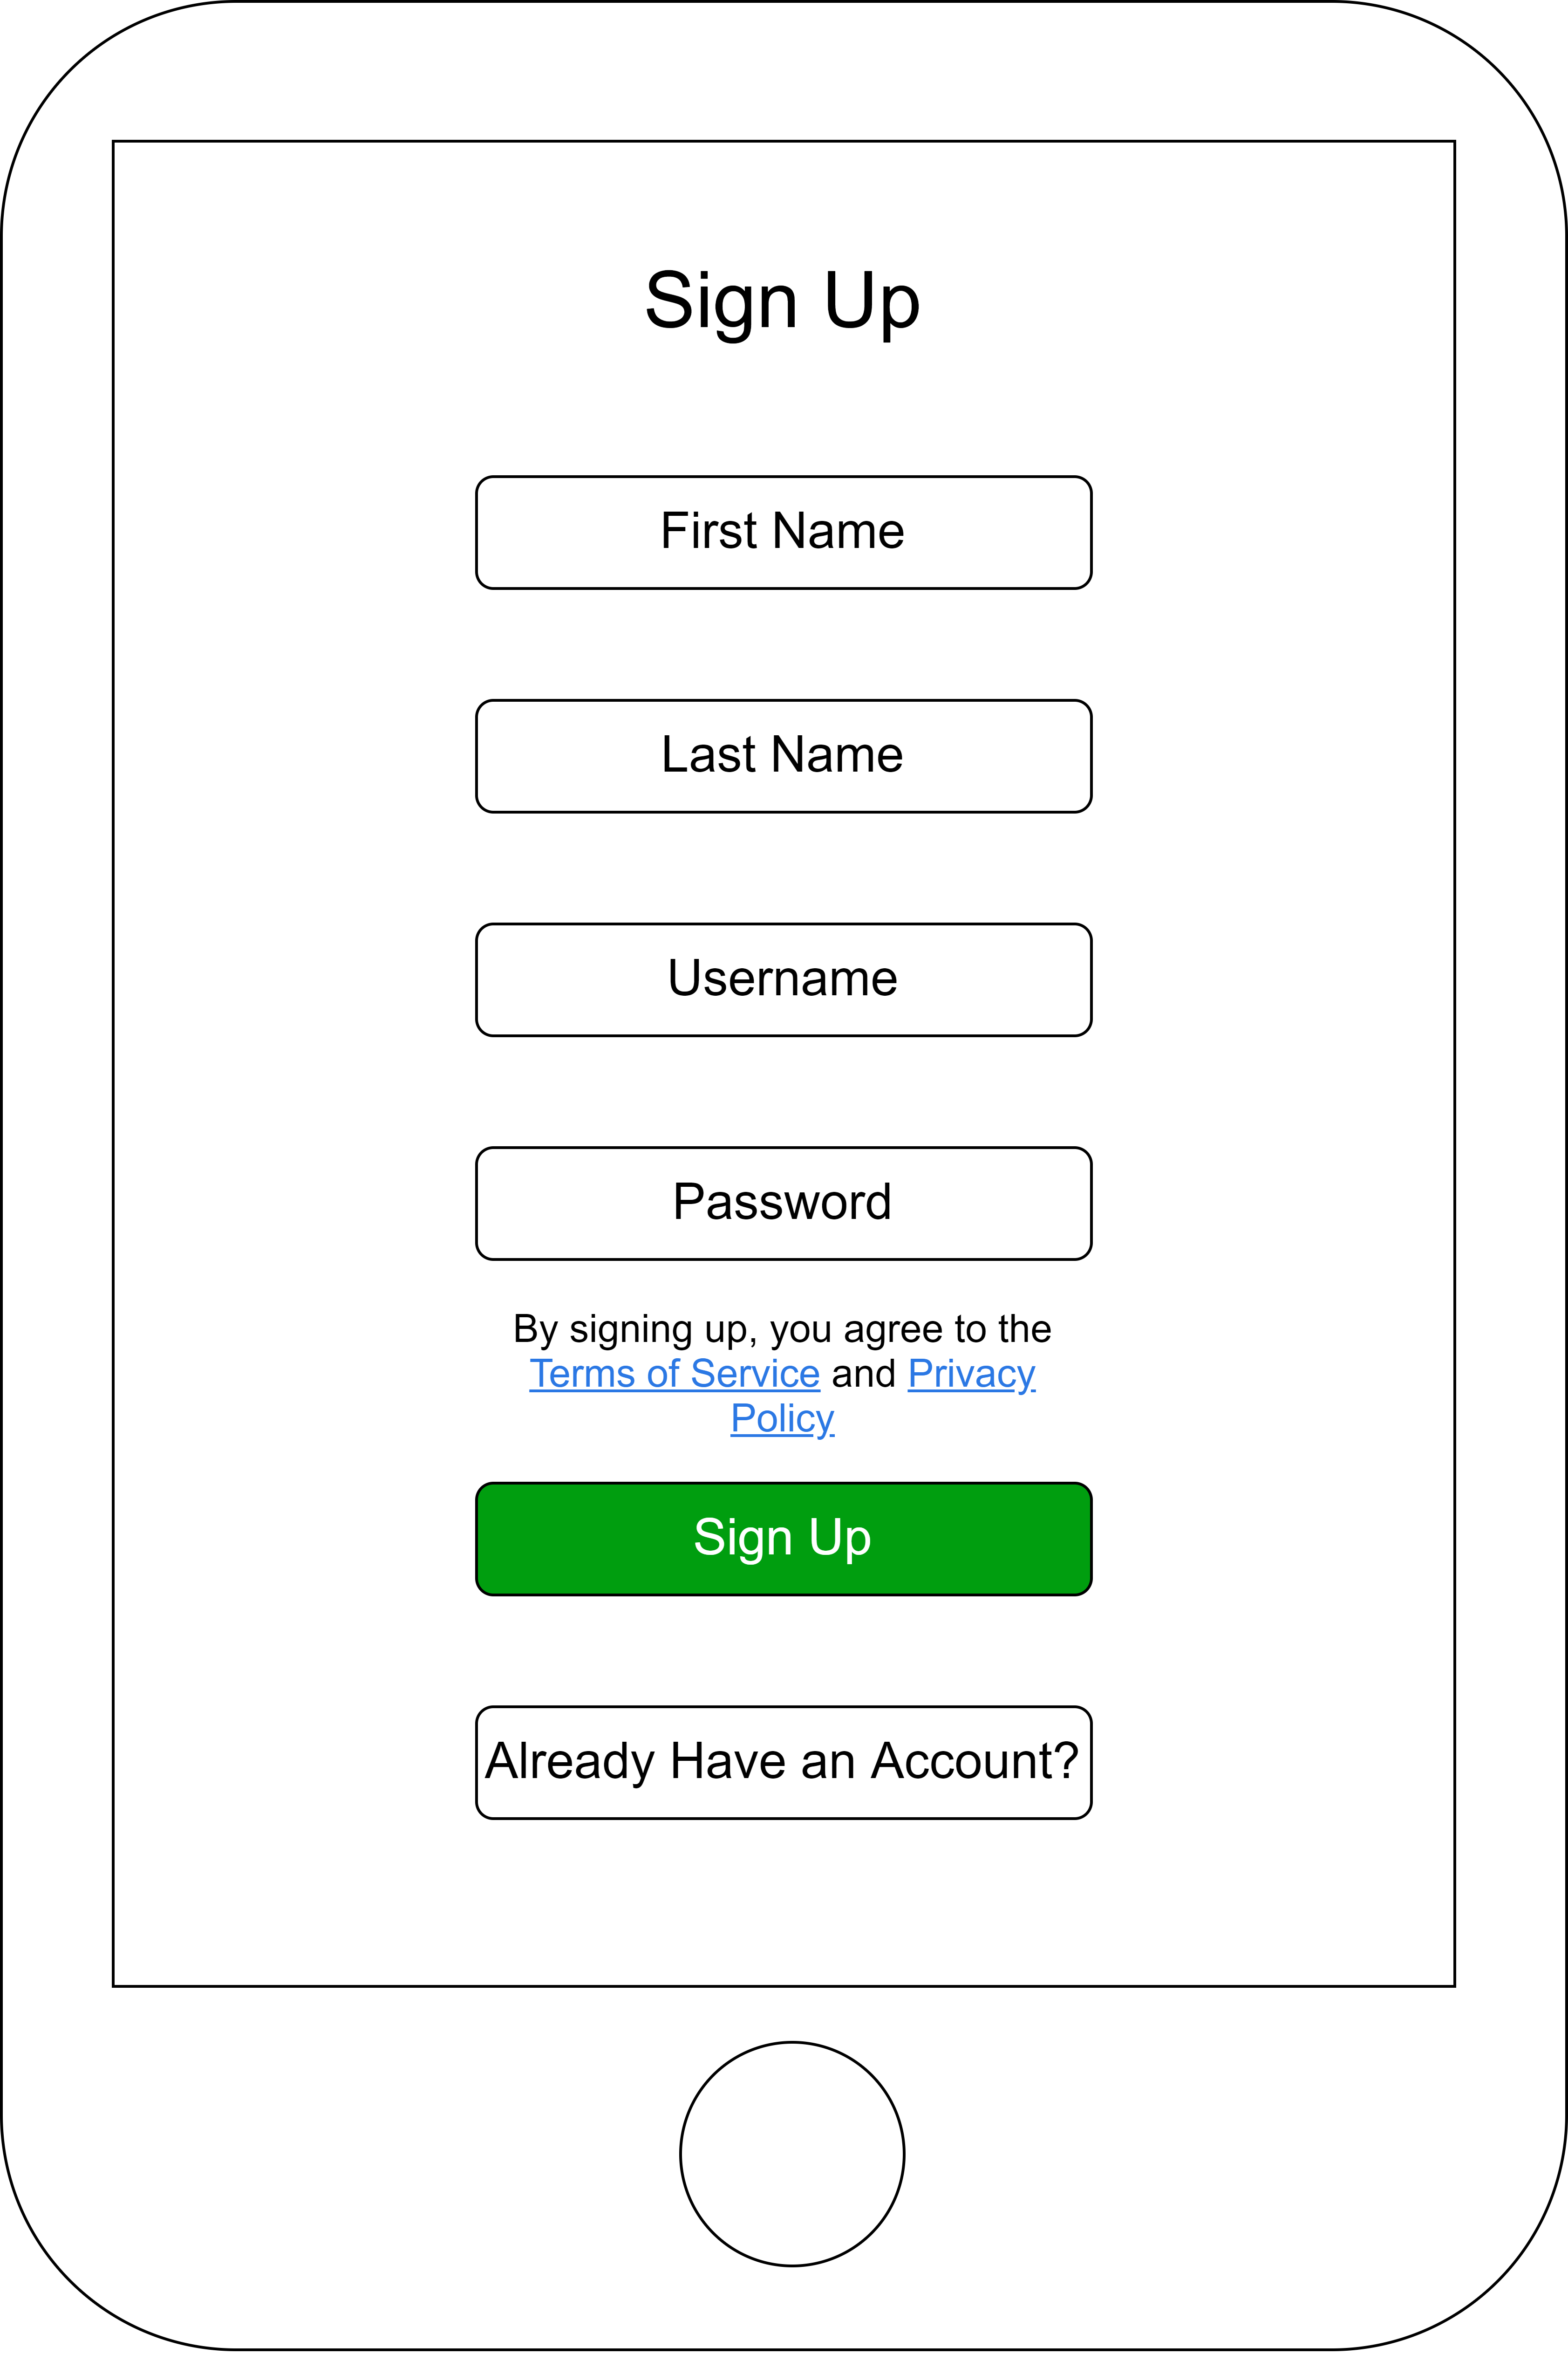 Sign Up
First Name
Last Name
Username
Password
By signing up, you agree to the
Terms of Service and Privacy
Policy
Sign Up
Already Have an Account?